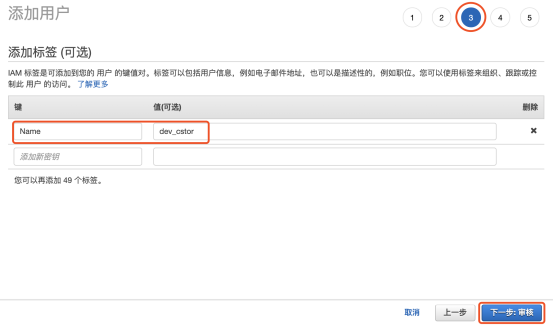 添加用户
1 2 3 4 5
添加标签 (可选)
IAM 标签是可添加到您的 用户 的键值对。标签可以包括用户信息，例如电子邮件地址，也可以是描述性的，例如职位。您可以使用标签来组织、跟踪或控
制此 用户 的访问。 了解更多
键 值(可选) 删除
Name dev_cstor ✖
添加新密钥
您可以再添加 49 个标签。
取消 上一步 下一步: 审核